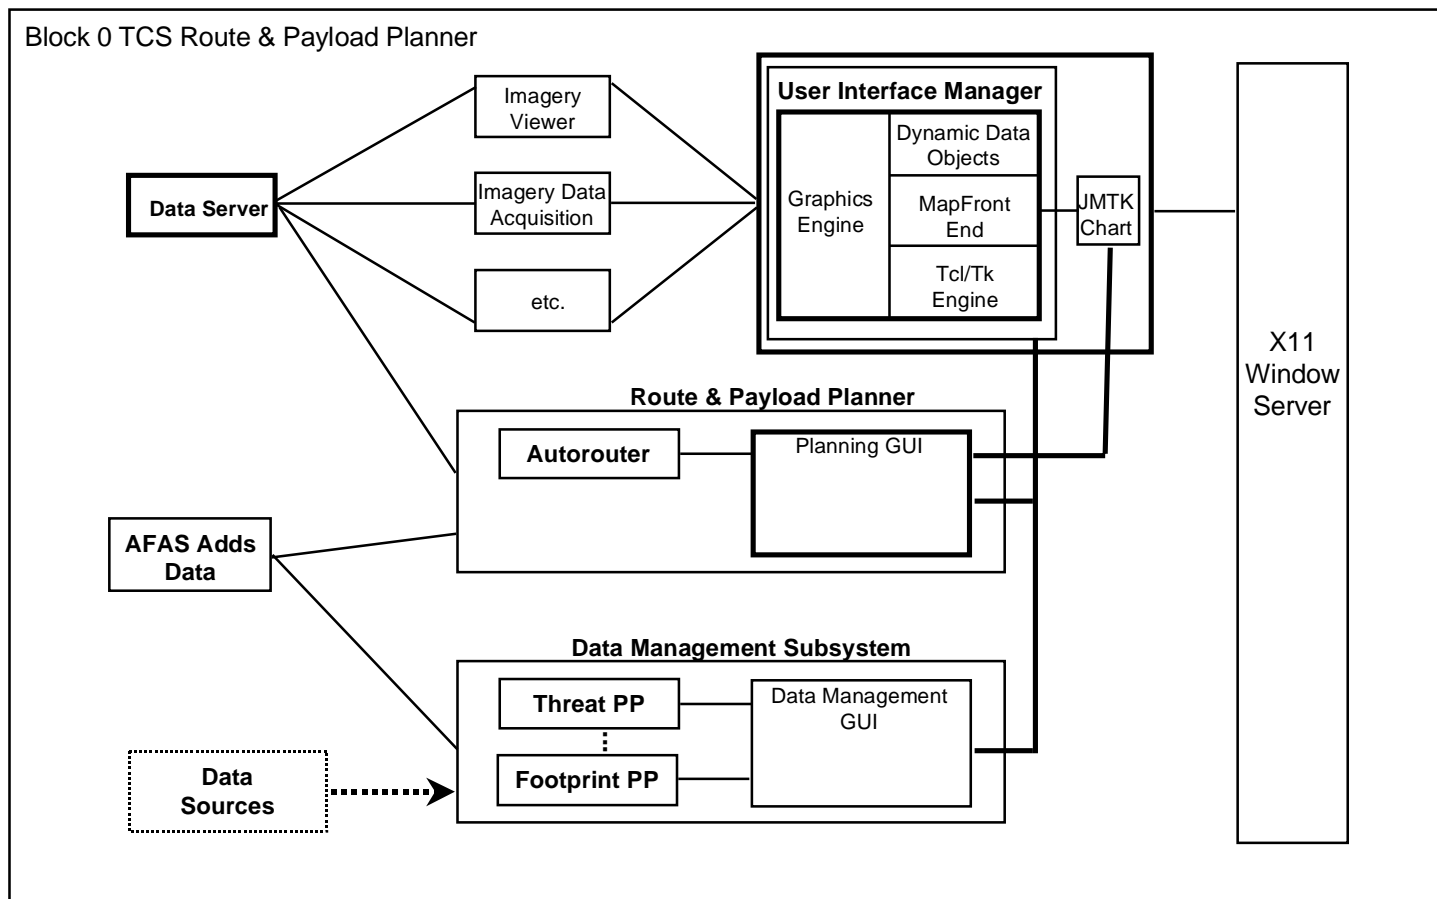 Block 0 TCS Route & Payload Planner
Imagery
Viewer
Data Server
Imagery Data
Acquisition
etc.
User Interface Manager
Graphics
Engine
Dynamic Data
Objects
MapFront
End
Tcl/Tk
Engine
JMTK
Chart
X11
Window
Server
Route & Payload Planner
Autorouter
Planning GUI
AFAS Adds
Data
Data Management Subsystem
Threat PP
Footprint PP
Data Management
GUI
Data
Sources